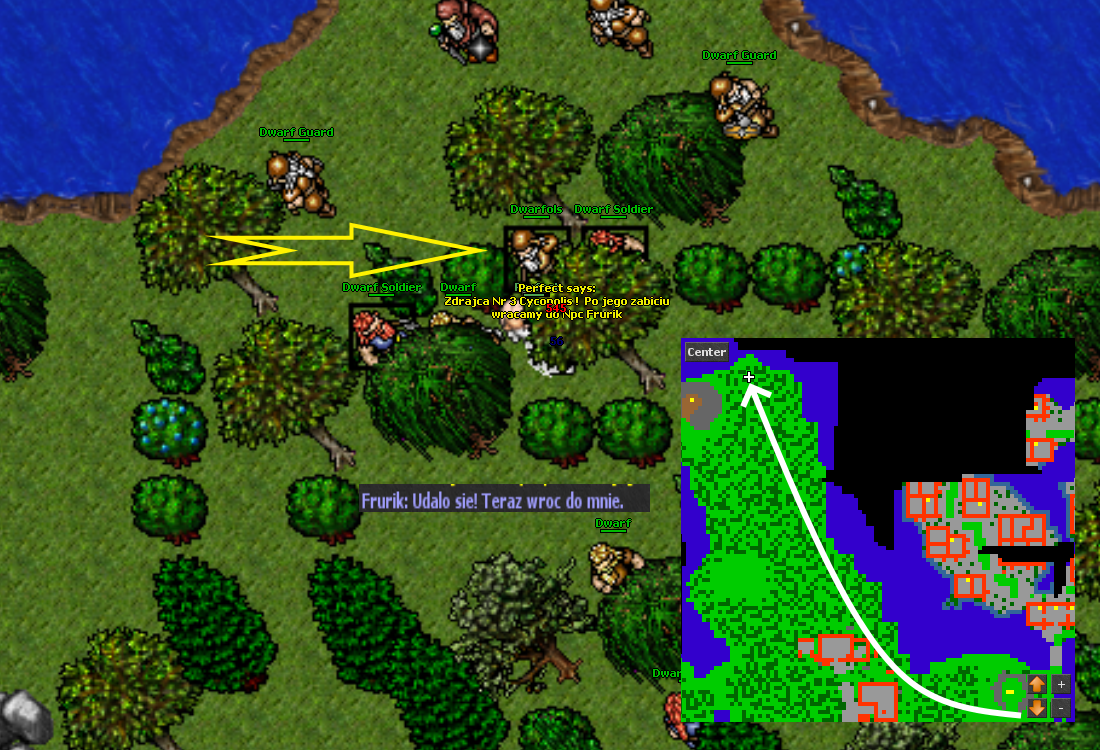 Dwarf Guard
Dwarf Guard
Dwarfols
Dwarf Soldier
Dwarf Soldier
Dwarf
Perfect says:
Zdrajca Nr 3 Cycopolis! Po jego zabiciu
wracamy do Npc Frurik
Center
Frurik: Udalo sie! Teraz wroc do mnie.
Dwarf
Dwar
+
-